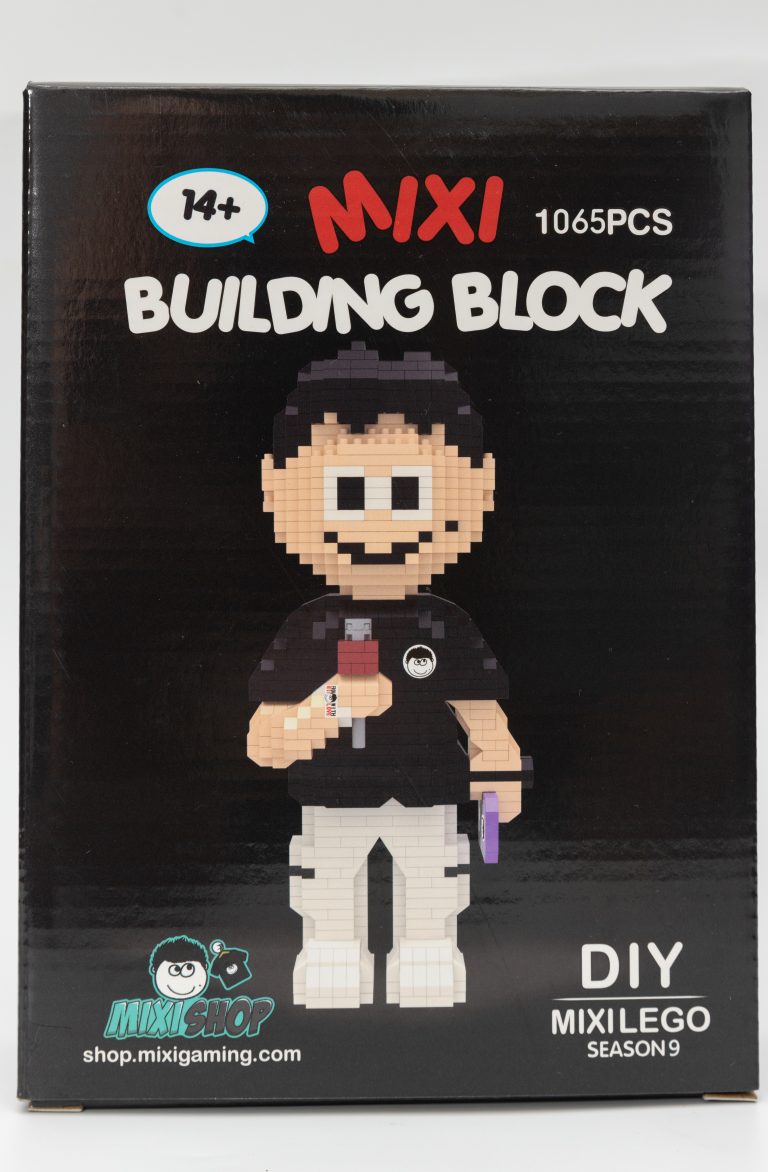 14+
MIXI
1065PCS
BUILDING BLOCK
MIXISHOP
shop.mixigaming.com
DIY
MIXILEGO
SEASON9